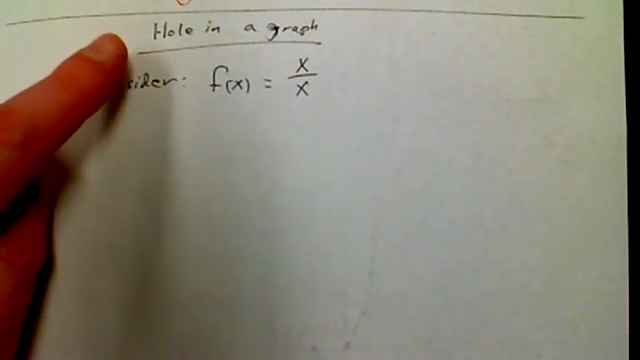 Hole in a graph
sider: f(x) = x/x